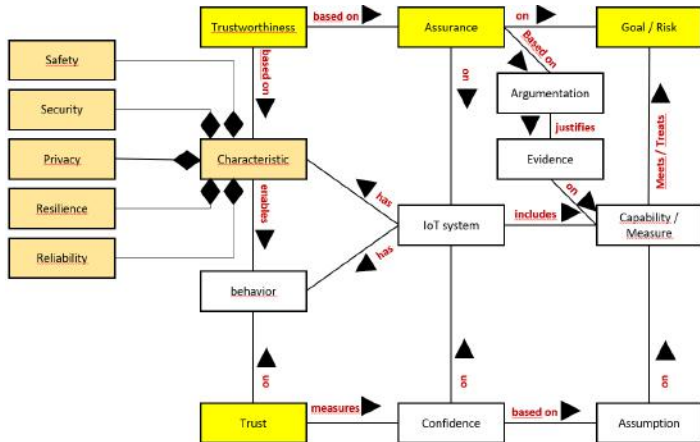 Trustworthiness
based on
Assurance
on
Goal / Risk
Safety
Security
Privacy
Resilience
Reliability
based on
on
Based on
Argumentation
justifies
Evidence
on
Meets / Treats
Characteristic
enables
has
has
IoT system
includes
Capability /
Measure
behavior
on
on
on
Trust
measures
Confidence
based on
Assumption